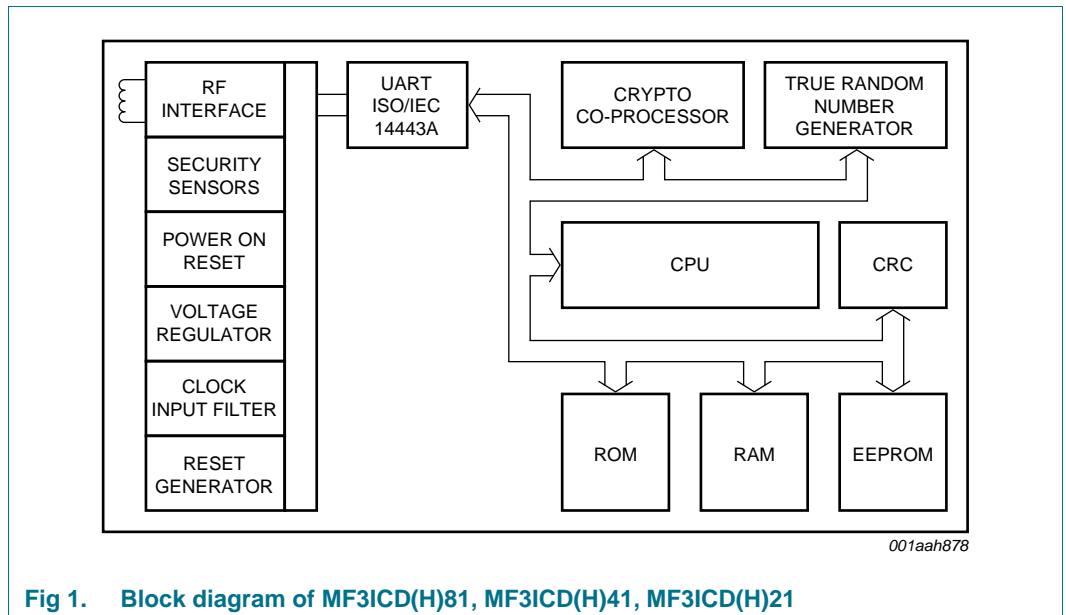 RF
INTERFACE
SECURITY
SENSORS
POWER ON
RESET
VOLTAGE
REGULATOR
CLOCK
INPUT FILTER
RESET
GENERATOR
UART
ISO/IEC
14443A
CRYPTO
CO-PROCESSOR
TRUE RANDOM
NUMBER
GENERATOR
CPU
CRC
ROM
RAM
EEPROM
001aah878
Fig 1. Block diagram of MF3ICD(H)81, MF3ICD(H)41, MF3ICD(H)21